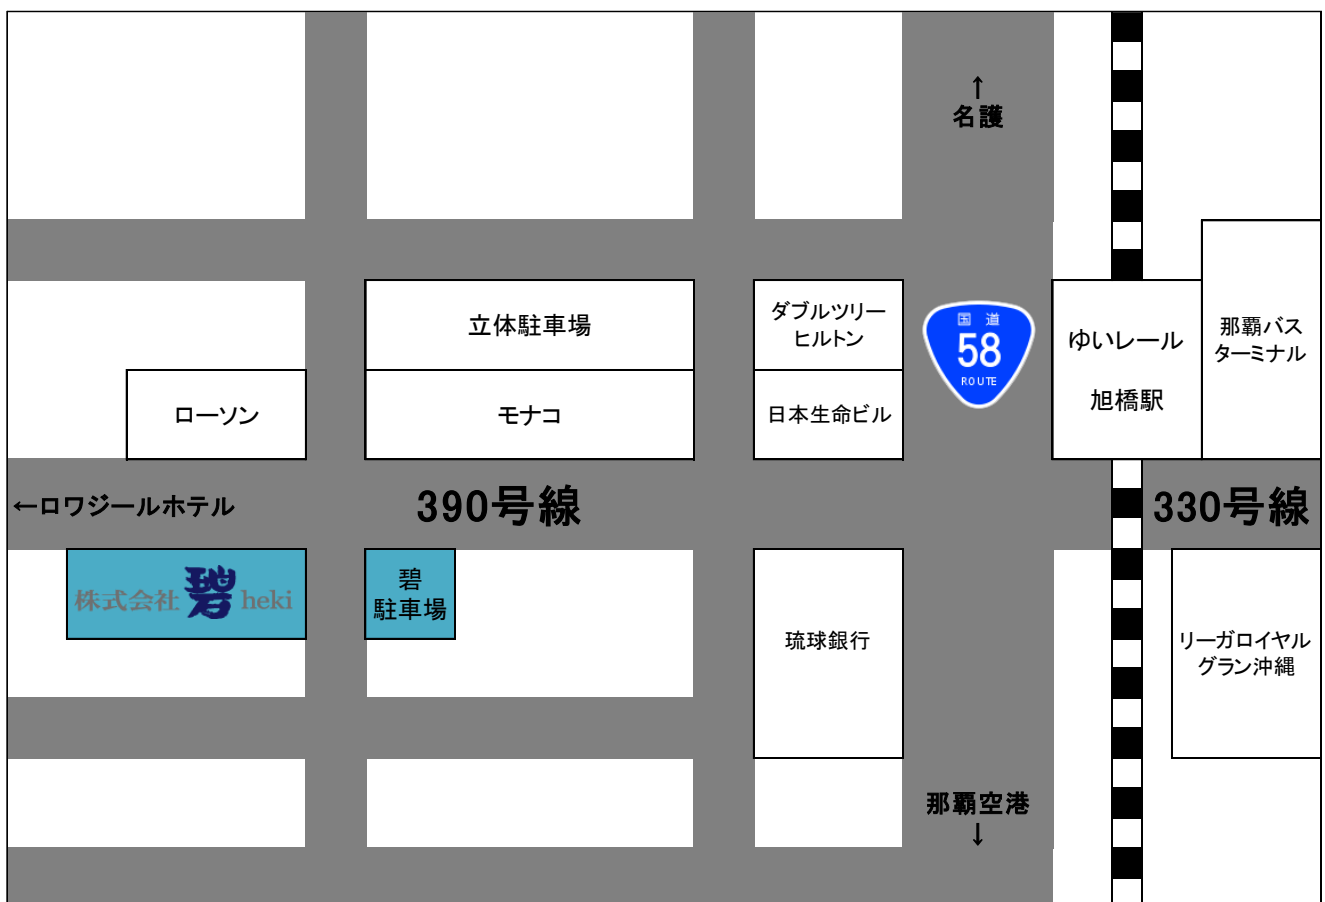 ↑
名護
立体駐車場
ダブルツリー
ヒルトン
国道
58
ROUTE
ゆいレール
旭橋駅
那覇バス
ターミナル
ローソン
モナコ
日本生命ビル
←ロワジールホテル
390号線
330号線
株式会社 碧 heki
碧
駐車場
琉球銀行
リーガロイヤル
グラン沖縄
那覇空港
↓